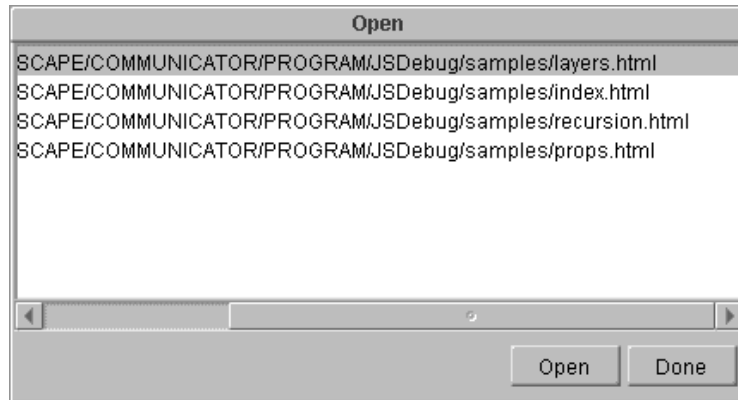 Open
SCAPE/COMMUNICATOR/PROGRAM/JSDebug/samples/layers.html
SCAPE/COMMUNICATOR/PROGRAM/JSDebug/samples/index.html
SCAPE/COMMUNICATOR/PROGRAM/JSDebug/samples/recursion.html
SCAPE/COMMUNICATOR/PROGRAM/JSDebug/samples/props.html
Open Done